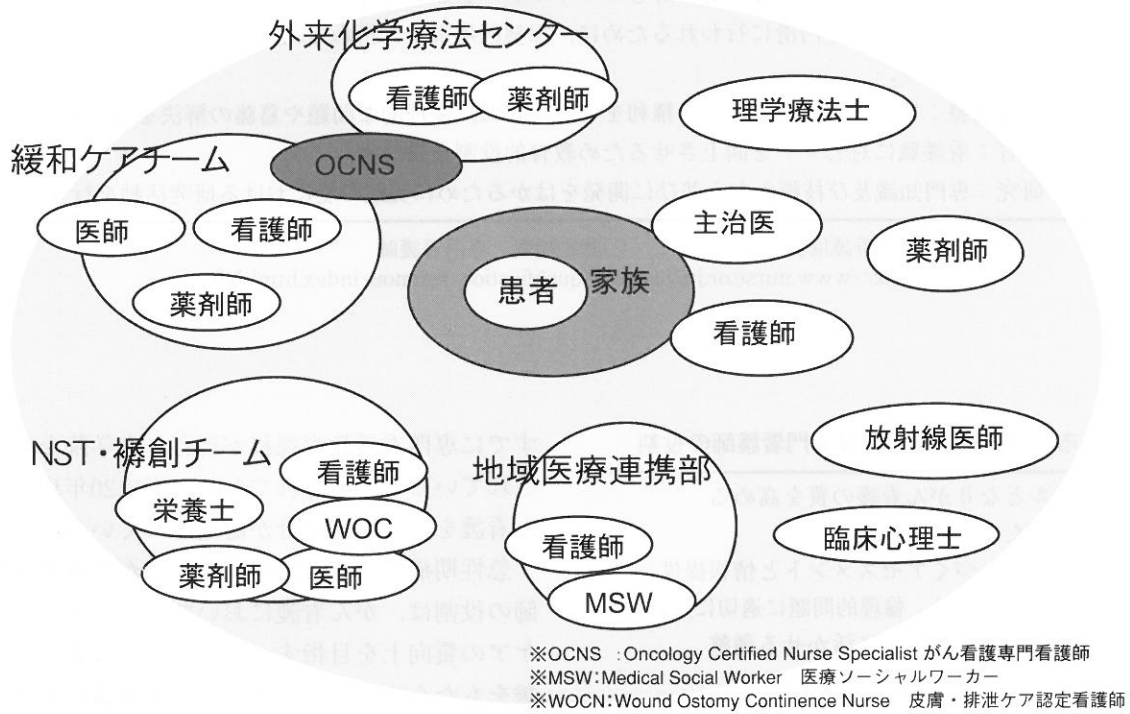 外来化学療法センター
看護師
薬剤師
理学療法士
緩和ケアチーム
OCNS
医師
看護師
薬剤師
主治医
薬剤師
患者
家族
看護師
NST・褥創チーム
看護師
栄養士
WOC
薬剤師
医師
地域医療連携部
看護師
MSW
放射線医師
臨床心理士
※OCNS :Oncology Certified Nurse Specialist がん看護専門看護師
※MSW:Medical Social Worker 医療ソーシャルワーカー
※WOCN:Wound Ostomy Continence Nurse 皮膚・排泄ケア認定看護師